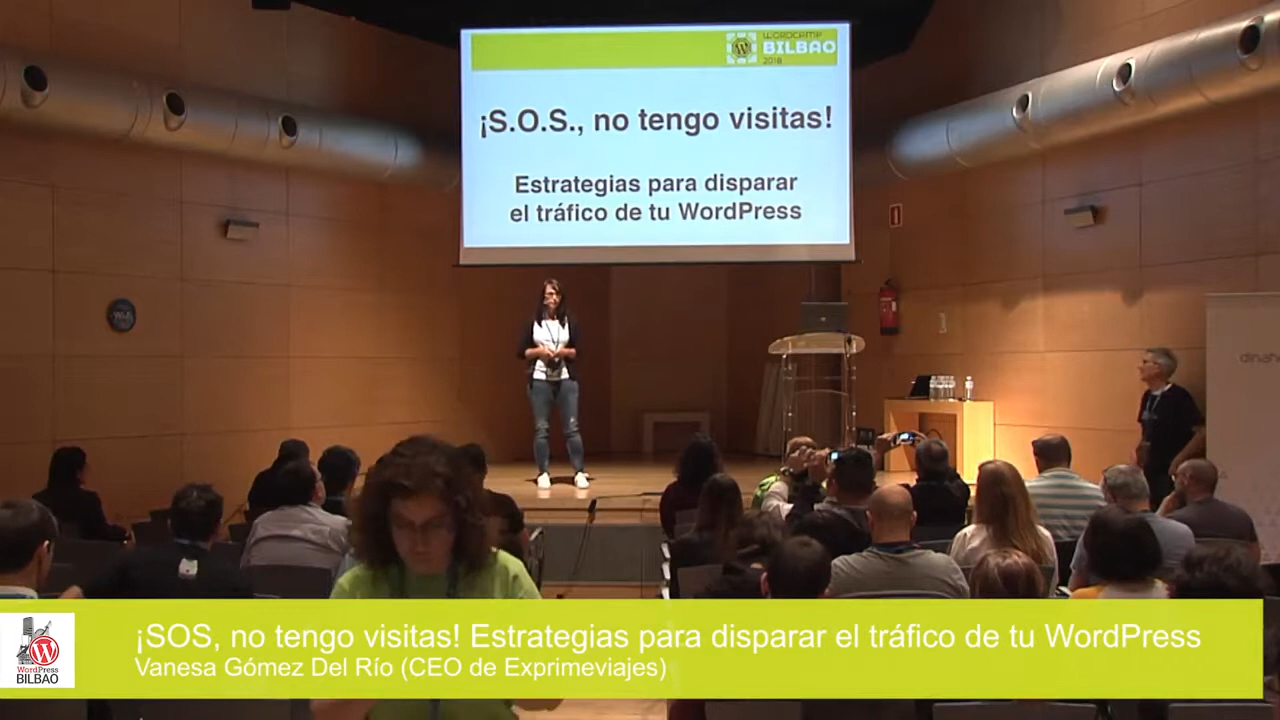 WORDCAMP
BILBAO
2018
¡S.O.S., no tengo visitas!
Estrategias para disparar
el tráfico de tu WordPress
¡SOS, no tengo visitas! Estrategias para disparar el tráfico de tu WordPress
Vanesa Gómez Del Río (CEO de Exprimeviajes)
WordPress
BILBAO